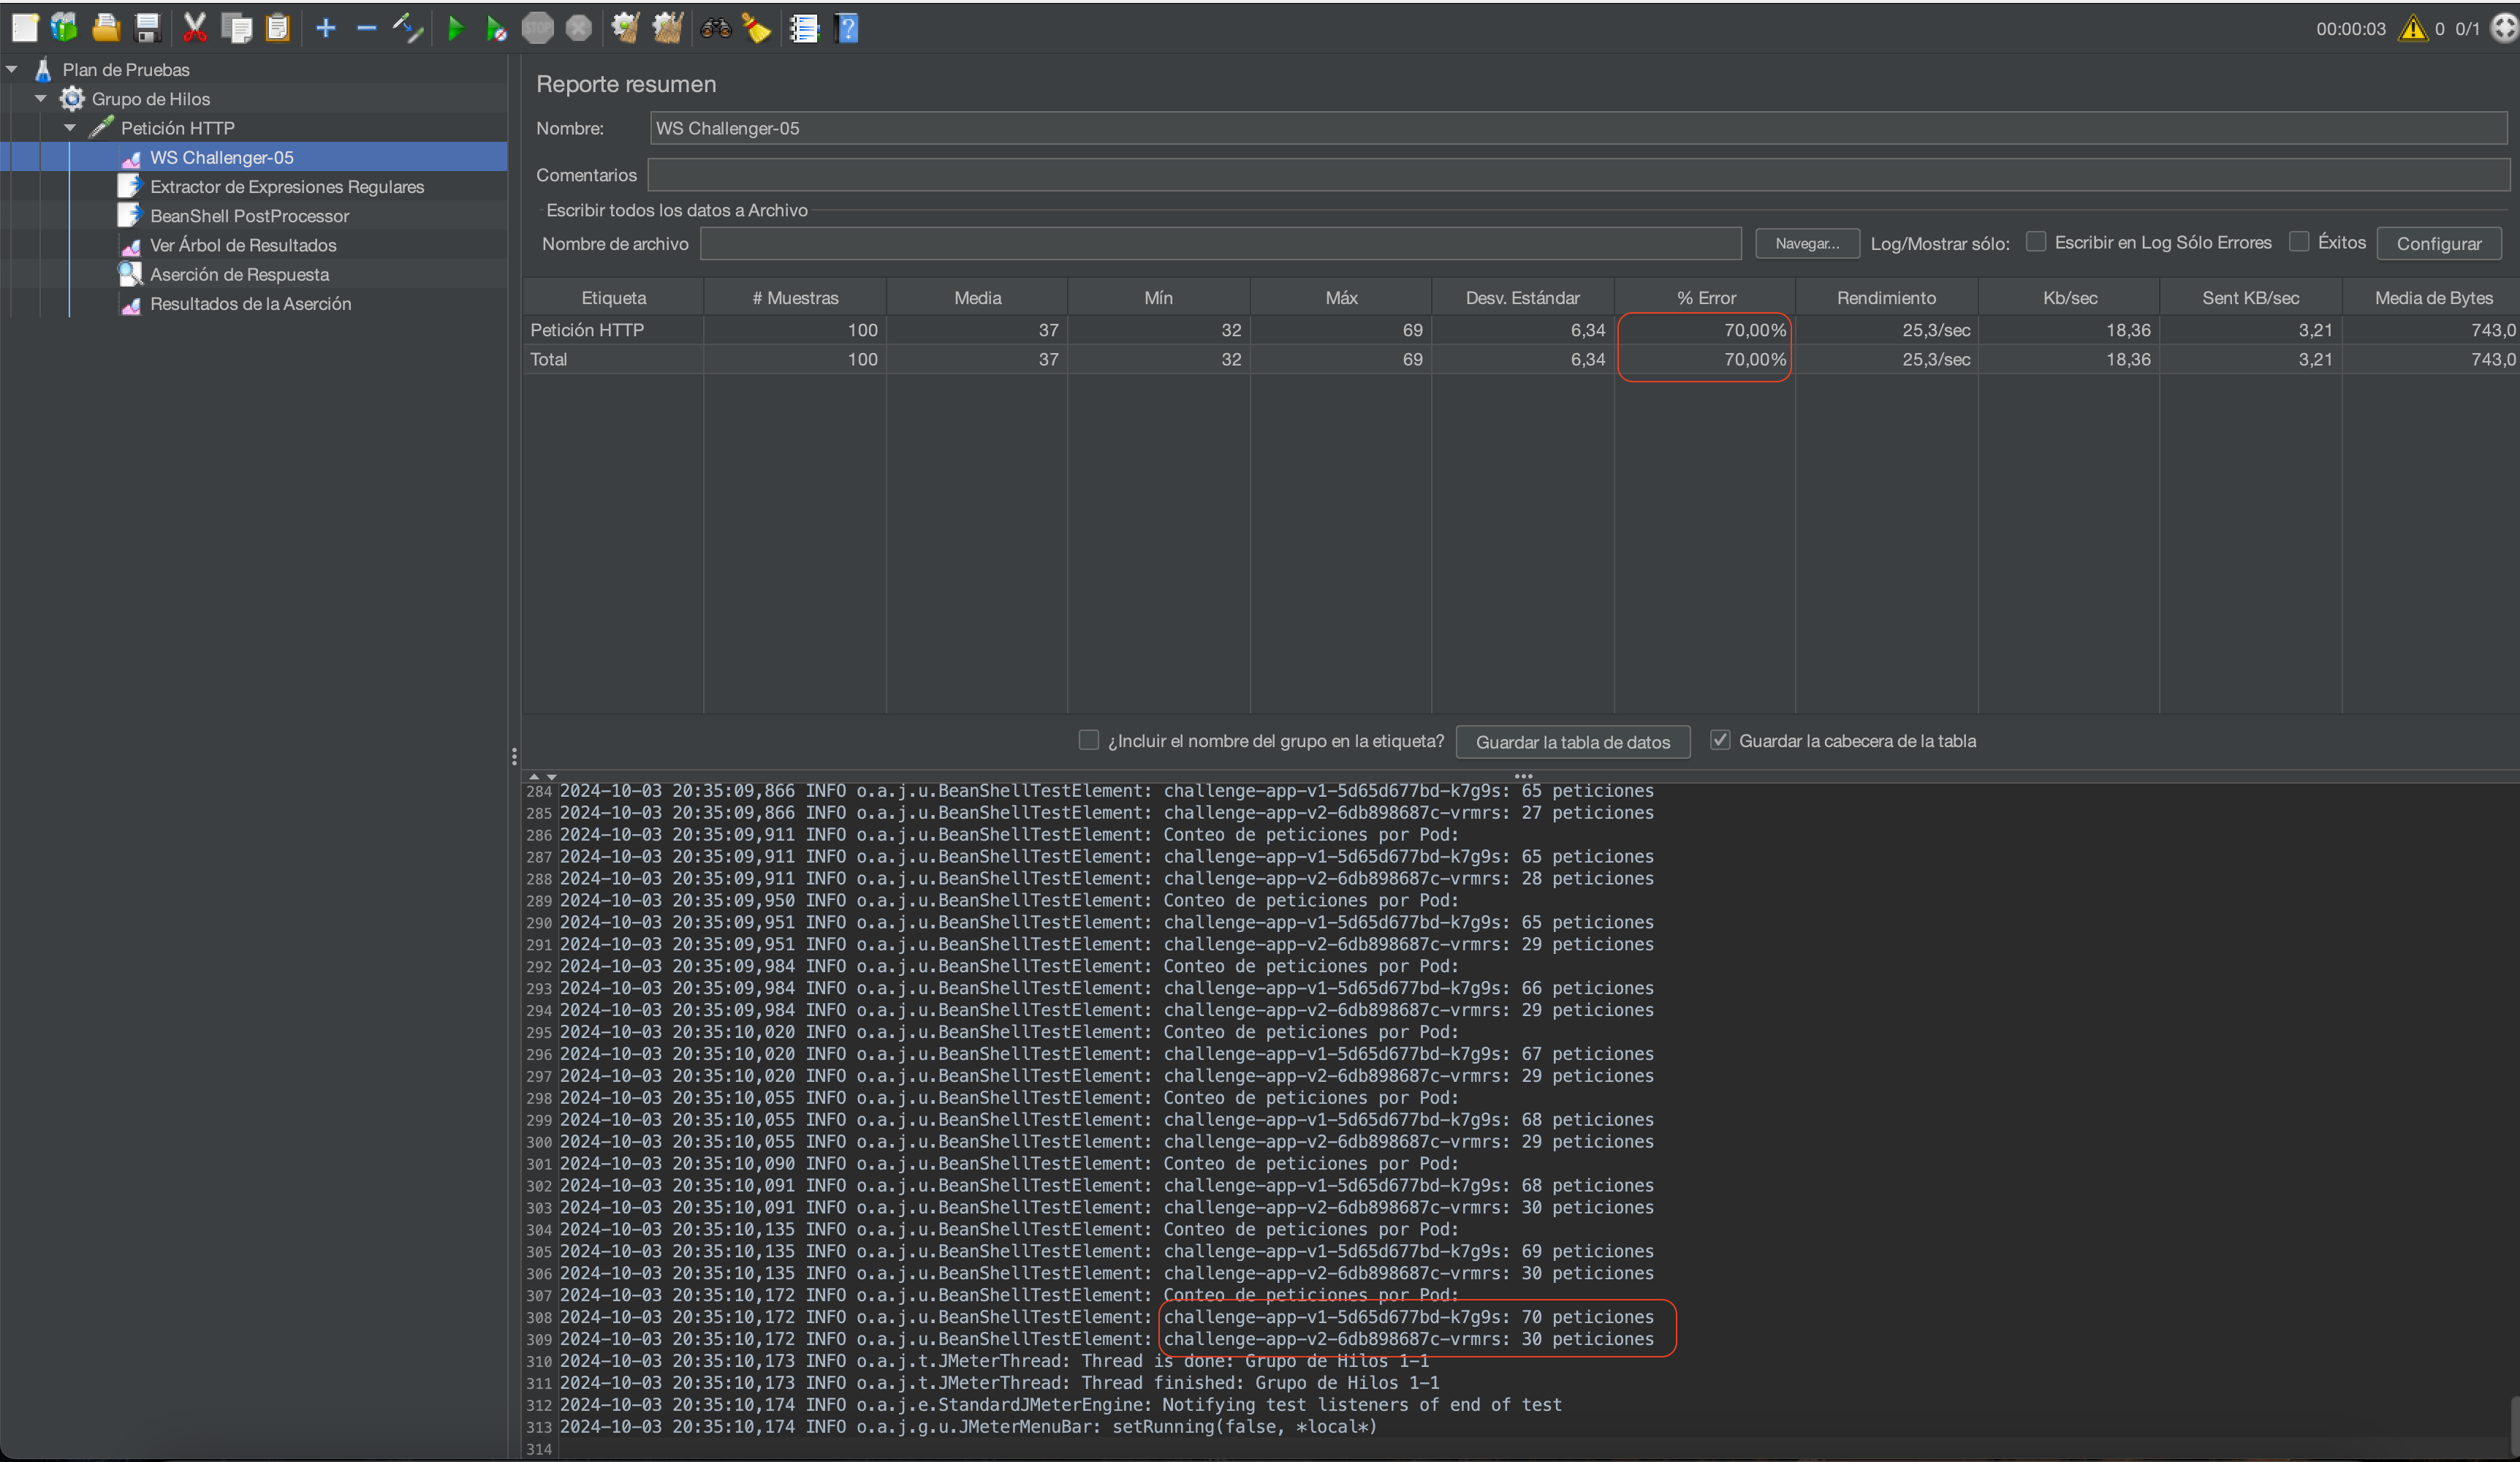 STOP
00:00:03 0 0/1
Plan de Pruebas
Grupo de Hilos
Petición HTTP
WS Challenger-05
Extractor de Expresiones Regulares
BeanShell PostProcessor
Ver Árbol de Resultados
Aserción de Respuesta
Resultados de la Aserción
Reporte resumen
Nombre: WS Challenger-05
Comentarios
Escribir todos los datos a Archivo
Nombre de archivo Navegar... Log/Mostrar sólo: Escribir en Log Sólo Errores Éxitos Configurar
Etiqueta # Muestras Media Mín Máx Desv. Estándar % Error Rendimiento Kb/sec Sent KB/sec Media de Bytes
Petición HTTP 100 37 32 69 6,34 70,00% 25,3/sec 18,36 3,21 743,0
Total 100 37 32 69 6,34 70,00% 25,3/sec 18,36 3,21 743,0
¿Incluir el nombre del grupo en la etiqueta? Guardar la tabla de datos Guardar la cabecera de la tabla
284 2024-10-03 20:35:09,866 INFO o.a.j.u.BeanShellTestElement: challenge-app-v1-5d65d677bd-k7g9s: 65 peticiones
285 2024-10-03 20:35:09,866 INFO o.a.j.u.BeanShellTestElement: challenge-app-v2-6db898687c-vrmrs: 27 peticiones
286 2024-10-03 20:35:09,911 INFO o.a.j.u.BeanShellTestElement: Conteo de peticiones por Pod:
287 2024-10-03 20:35:09,911 INFO o.a.j.u.BeanShellTestElement: challenge-app-v1-5d65d677bd-k7g9s: 65 peticiones
288 2024-10-03 20:35:09,911 INFO o.a.j.u.BeanShellTestElement: challenge-app-v2-6db898687c-vrmrs: 28 peticiones
289 2024-10-03 20:35:09,950 INFO o.a.j.u.BeanShellTestElement: Conteo de peticiones por Pod:
290 2024-10-03 20:35:09,951 INFO o.a.j.u.BeanShellTestElement: challenge-app-v1-5d65d677bd-k7g9s: 65 peticiones
291 2024-10-03 20:35:09,951 INFO o.a.j.u.BeanShellTestElement: challenge-app-v2-6db898687c-vrmrs: 29 peticiones
292 2024-10-03 20:35:09,984 INFO o.a.j.u.BeanShellTestElement: Conteo de peticiones por Pod:
293 2024-10-03 20:35:09,984 INFO o.a.j.u.BeanShellTestElement: challenge-app-v1-5d65d677bd-k7g9s: 66 peticiones
294 2024-10-03 20:35:09,984 INFO o.a.j.u.BeanShellTestElement: challenge-app-v2-6db898687c-vrmrs: 29 peticiones
295 2024-10-03 20:35:10,020 INFO o.a.j.u.BeanShellTestElement: Conteo de peticiones por Pod:
296 2024-10-03 20:35:10,020 INFO o.a.j.u.BeanShellTestElement: challenge-app-v1-5d65d677bd-k7g9s: 67 peticiones
297 2024-10-03 20:35:10,020 INFO o.a.j.u.BeanShellTestElement: challenge-app-v2-6db898687c-vrmrs: 29 peticiones
298 2024-10-03 20:35:10,055 INFO o.a.j.u.BeanShellTestElement: Conteo de peticiones por Pod:
299 2024-10-03 20:35:10,055 INFO o.a.j.u.BeanShellTestElement: challenge-app-v1-5d65d677bd-k7g9s: 68 peticiones
300 2024-10-03 20:35:10,055 INFO o.a.j.u.BeanShellTestElement: challenge-app-v2-6db898687c-vrmrs: 29 peticiones
301 2024-10-03 20:35:10,090 INFO o.a.j.u.BeanShellTestElement: Conteo de peticiones por Pod:
302 2024-10-03 20:35:10,091 INFO o.a.j.u.BeanShellTestElement: challenge-app-v1-5d65d677bd-k7g9s: 68 peticiones
303 2024-10-03 20:35:10,091 INFO o.a.j.u.BeanShellTestElement: challenge-app-v2-6db898687c-vrmrs: 30 peticiones
304 2024-10-03 20:35:10,135 INFO o.a.j.u.BeanShellTestElement: Conteo de peticiones por Pod:
305 2024-10-03 20:35:10,135 INFO o.a.j.u.BeanShellTestElement: challenge-app-v1-5d65d677bd-k7g9s: 69 peticiones
306 2024-10-03 20:35:10,135 INFO o.a.j.u.BeanShellTestElement: challenge-app-v2-6db898687c-vrmrs: 30 peticiones
307 2024-10-03 20:35:10,172 INFO o.a.j.u.BeanShellTestElement: Conteo de peticiones por Pod:
308 2024-10-03 20:35:10,172 INFO o.a.j.u.BeanShellTestElement: challenge-app-v1-5d65d677bd-k7g9s: 70 peticiones
309 2024-10-03 20:35:10,172 INFO o.a.j.u.BeanShellTestElement: challenge-app-v2-6db898687c-vrmrs: 30 peticiones
310 2024-10-03 20:35:10,173 INFO o.a.j.t.JMeterThread: Thread is done: Grupo de Hilos 1-1
311 2024-10-03 20:35:10,173 INFO o.a.j.t.JMeterThread: Thread finished: Grupo de Hilos 1-1
312 2024-10-03 20:35:10,174 INFO o.a.j.e.StandardJMeterEngine: Notifying test listeners of end of test
313 2024-10-03 20:35:10,174 INFO o.a.j.g.u.JMeterMenuBar: setRunning(false, *local*)
314